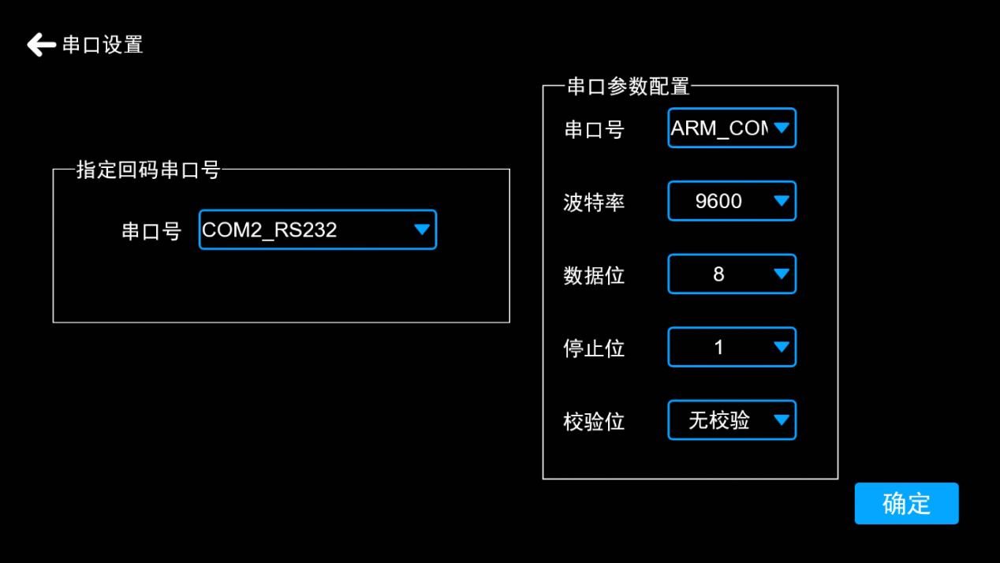 串口设置
指定回码串口号
串口号 COM2_RS232
串口参数配置
串口号 ARM_COM
波特率 9600
数据位 8
停止位 1
校验位 无校验
确定